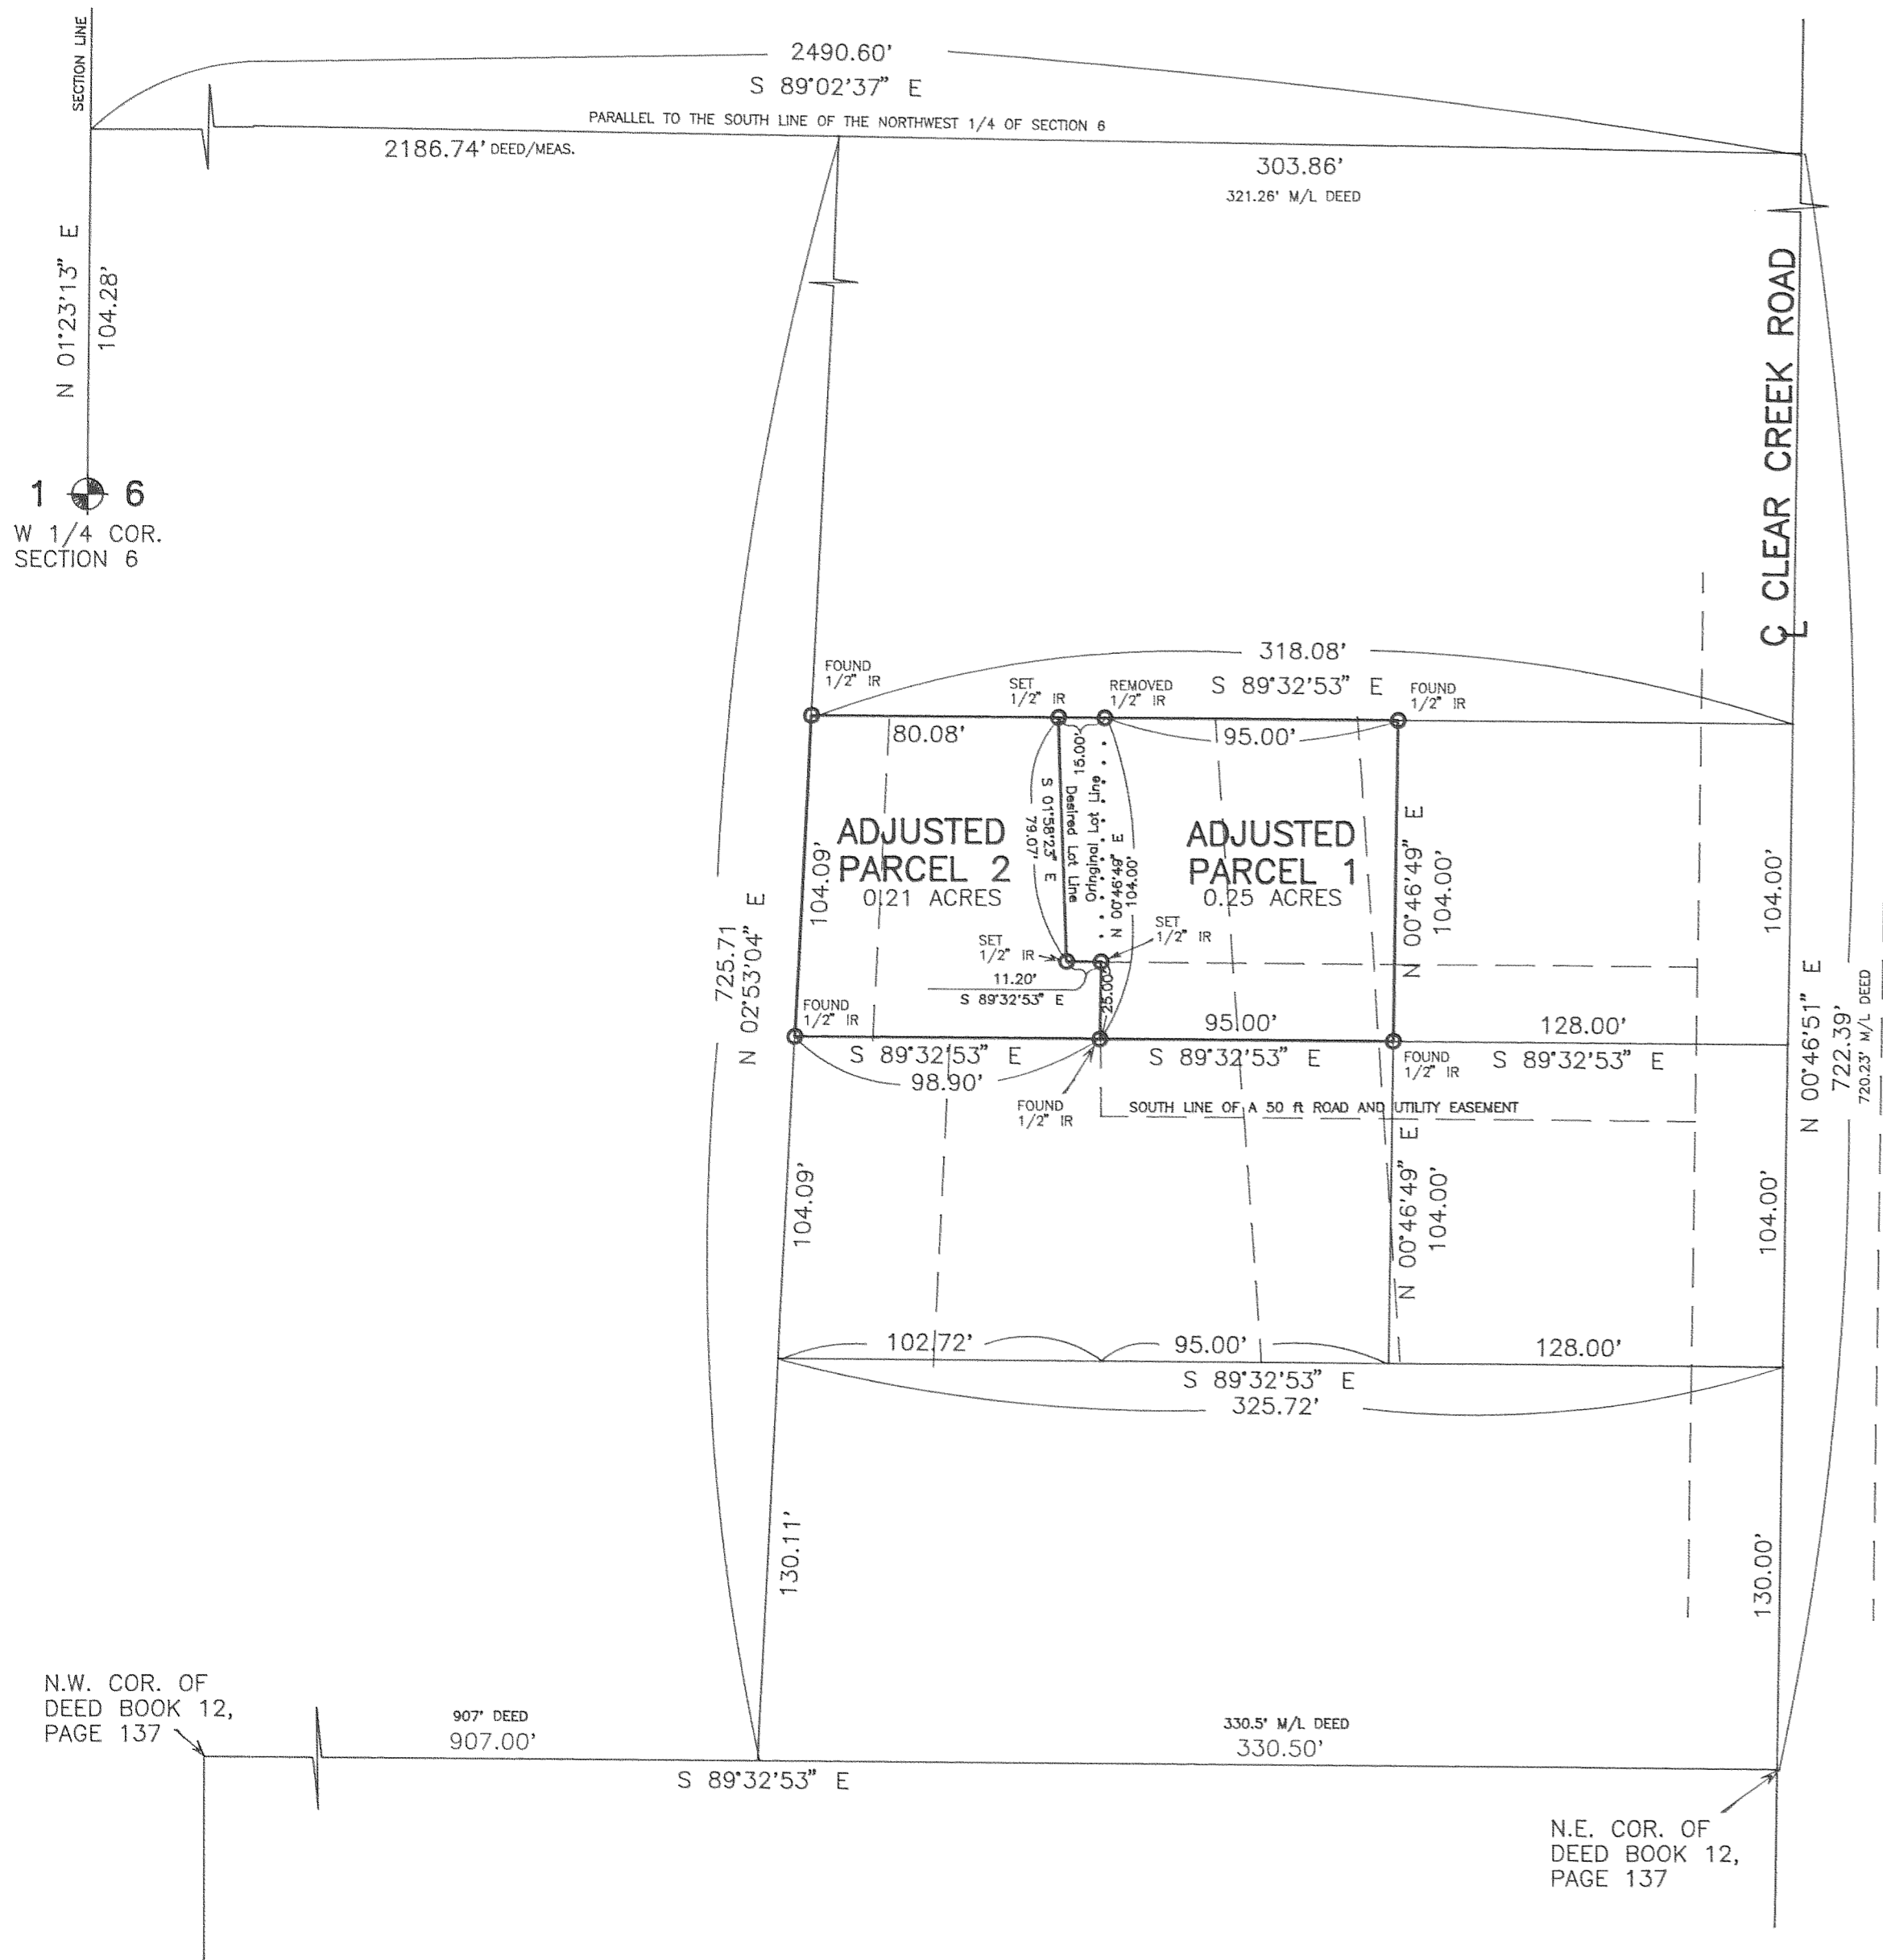 SECTION LINE
2490.60'
S 89°02'37" E
PARALLEL TO THE SOUTH LINE OF THE NORTHWEST 1/4 OF SECTION 6
2186.74' DEED/MEAS.
303.86'
321.26' M/L DEED
N 01°23'13" E
104.28'
1 6
W 1/4 COR.
SECTION 6
CL CLEAR CREEK ROAD
318.08'
S 89°32'53" E
FOUND
1/2" IR
SET
1/2" IR
REMOVED
1/2" IR
FOUND
1/2" IR
80.08'
15.00'
95.00'
S 01°58'23" E
79.07'
Desired Lot Line
Oringinal lot Line
N 00°46'49" E
104.00'
ADJUSTED
PARCEL 2
0.21 ACRES
ADJUSTED
PARCEL 1
0.25 ACRES
104.09'
N 00°46'49" E
104.00'
104.00'
725.71
N 02°53'04" E
SET
1/2" IR
SET
1/2" IR
11.20'
S 89°32'53" E
25.00'
FOUND
1/2" IR
S 89°32'53" E
98.90'
95.00'
S 89°32'53" E
FOUND
1/2" IR
128.00'
S 89°32'53" E
FOUND
1/2" IR
SOUTH LINE OF A 50 ft ROAD AND UTILITY EASEMENT
N 00°46'51" E
722.39'
720.23' M/L DEED
104.09'
N 00°46'49" E
104.00'
104.00'
102.72'
95.00'
128.00'
S 89°32'53" E
325.72'
130.11'
130.00'
N.W. COR. OF
DEED BOOK 12,
PAGE 137
907' DEED
907.00'
330.5' M/L DEED
330.50'
S 89°32'53" E
N.E. COR. OF
DEED BOOK 12,
PAGE 137